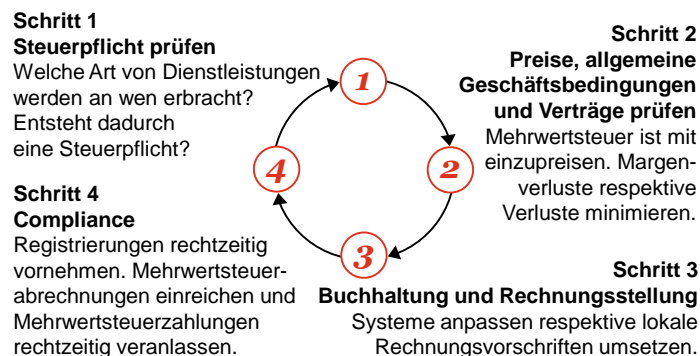 Schritt 1
Steuerpflicht prüfen
Welche Art von Dienstleistungen
werden an wen erbracht?
Entsteht dadurch
eine Steuerpflicht?
1
Schritt 2
Preise, allgemeine
Geschäftsbedingungen
und Verträge prüfen
Mehrwertsteuer ist mit
einzupreisen. Margen-
verluste respektive
Verluste minimieren.
2
Schritt 3
Buchhaltung und Rechnungsstellung
Systeme anpassen respektive lokale
Rechnungsvorschriften umsetzen.
3
Schritt 4
Compliance
Registrierungen rechtzeitig
vornehmen. Mehrwertsteuer-
abrechnungen einreichen und
Mehrwertsteuerzahlungen
rechtzeitig veranlassen.
4